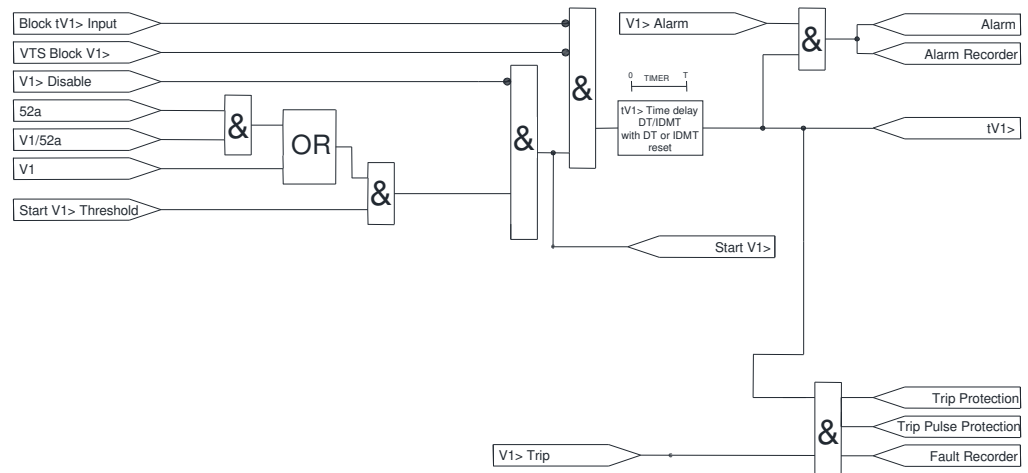 Block tV1> Input
V1> Alarm
&
Alarm
VTS Block V1>
Alarm Recorder
V1> Disable
&
0 TIMER T
52a
&
tV1> Time delay
DT/IDMT
with DT or IDMT
reset
tV1>
V1/52a
OR
&
V1
&
Start V1> Threshold
Start V1>
Trip Protection
&
Trip Pulse Protection
V1> Trip
Fault Recorder